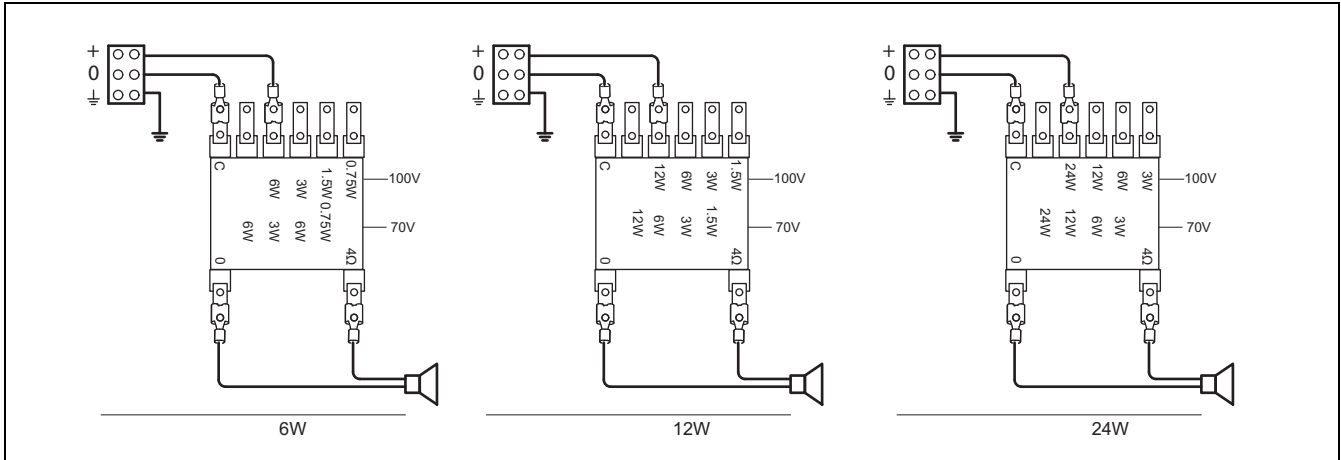 +
0
C 6W 3W 1.5W 0.75W
100V
6W 3W 6W 0.75W
70V
0 4Ω
6W
+
0
C 12W 6W 3W 1.5W
100V
12W 6W 3W 1.5W
70V
0 4Ω
12W
+
0
C 24W 12W 6W 3W
100V
24W 12W 6W 3W
70V
0 4Ω
24W